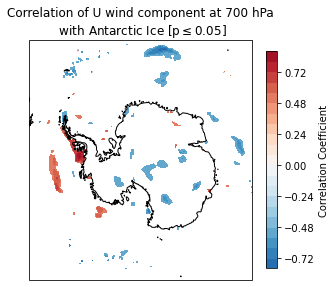 Correlation of U wind component at 700 hPa
with Antarctic Ice [p ≤ 0.05]
0.72
0.48
0.24
0.00
−0.24
−0.48
−0.72
Correlation Coefficient